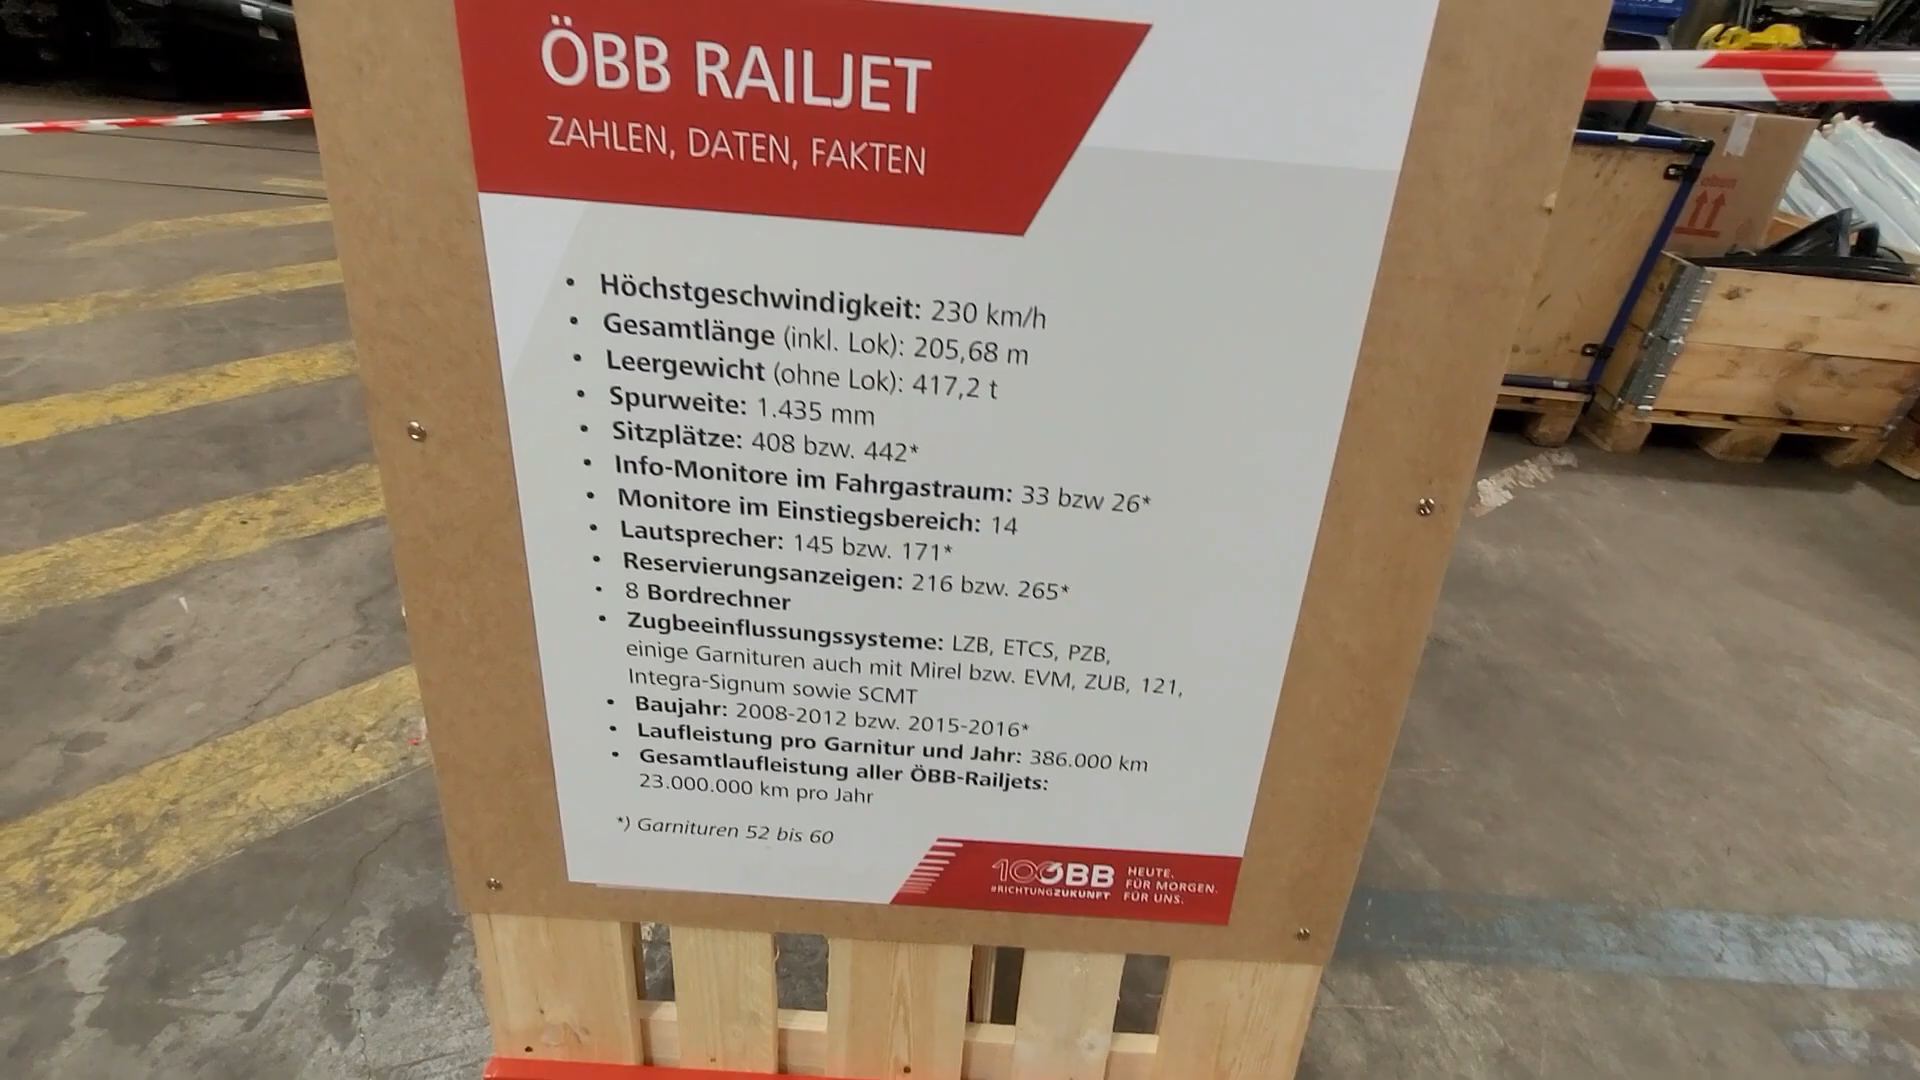 ÖBB RAILJET
ZAHLEN, DATEN, FAKTEN
• Höchstgeschwindigkeit: 230 km/h
• Gesamtlänge (inkl. Lok): 205,68 m
• Leergewicht (ohne Lok): 417,2 t
• Spurweite: 1.435 mm
• Sitzplätze: 408 bzw. 442*
• Info-Monitore im Fahrgastraum: 33 bzw 26*
• Monitore im Einstiegsbereich: 14
• Lautsprecher: 145 bzw. 171*
• Reservierungsanzeigen: 216 bzw. 265*
• 8 Bordrechner
• Zugbeeinflussungssysteme: LZB, ETCS, PZB,
einige Garnituren auch mit Mirel bzw. EVM, ZUB, 121,
Integra-Signum sowie SCMT
• Baujahr: 2008-2012 bzw. 2015-2016*
• Laufleistung pro Garnitur und Jahr: 386.000 km
• Gesamtlaufleistung aller ÖBB-Railjets:
23.000.000 km pro Jahr
*) Garnituren 52 bis 60
100 ÖBB
#RICHTUNGZUKUNFT
HEUTE.
FÜR MORGEN.
FÜR UNS.